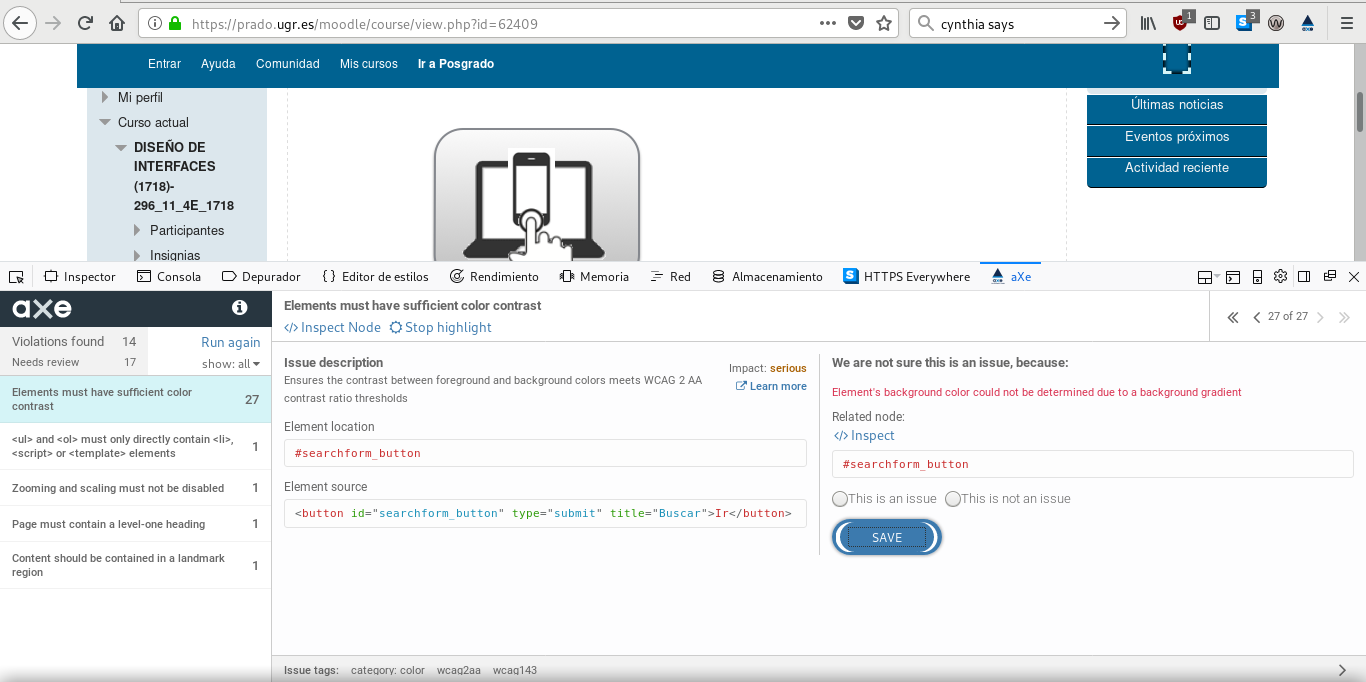 https://prado.ugr.es/moodle/course/view.php?id=62409
cynthia says
1
3
Entrar Ayuda Comunidad Mis cursos Ir a Posgrado
Mi perfil
Curso actual
DISEÑO DE
INTERFACES
(1718)-
296_11_4E_1718
Participantes
Insignias
Últimas noticias
Eventos próximos
Actividad reciente
Inspector Consola Depurador {} Editor de estilos Rendimiento Memoria Red Almacenamiento HTTPS Everywhere aXe
axe
Violations found 14
Needs review 17
Run again
show: all
Elements must have sufficient color
contrast
27
<ul> and <ol> must only directly contain <li>,
<script> or <template> elements
1
Zooming and scaling must not be disabled 1
Page must contain a level-one heading 1
Content should be contained in a landmark
region
1
Elements must have sufficient color contrast
</> Inspect Node Stop highlight
27 of 27
Issue description
Ensures the contrast between foreground and background colors meets WCAG 2 AA
contrast ratio thresholds
Impact: serious
Learn more
Element location
#searchform_button
Element source
<button id="searchform_button" type="submit" title="Buscar">Ir</button>
We are not sure this is an issue, because:
Element's background color could not be determined due to a background gradient
Related node:
</> Inspect
#searchform_button
This is an issue This is not an issue
SAVE
Issue tags: category: color wcag2aa wcag143